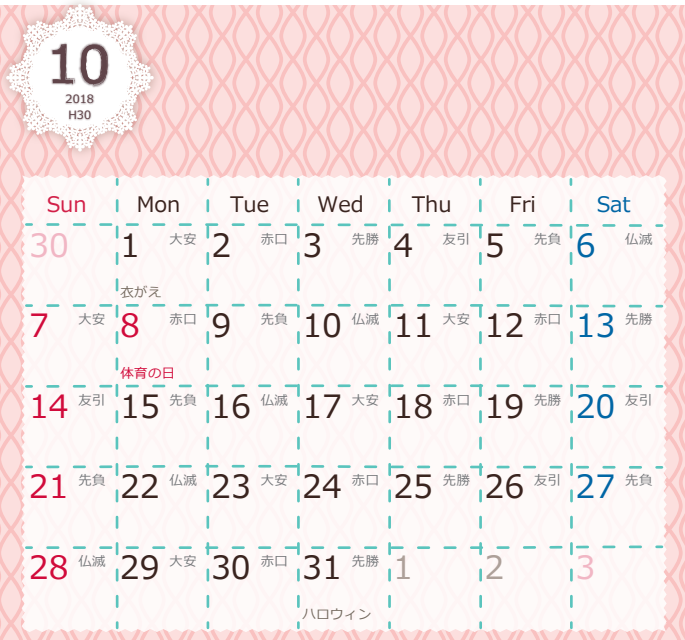 10
2018
H30
Sun Mon Tue Wed Thu Fri Sat
30 1 大安 2 赤口 3 先勝 4 友引 5 先負 6 仏滅
衣がえ
7 大安 8 赤口 9 先負 10 仏滅 11 大安 12 赤口 13 先勝
体育の日
14 友引 15 先負 16 仏滅 17 大安 18 赤口 19 先勝 20 友引
21 先負 22 仏滅 23 大安 24 赤口 25 先勝 26 友引 27 先負
28 仏滅 29 大安 30 赤口 31 先勝 1 2 3
ハロウィン